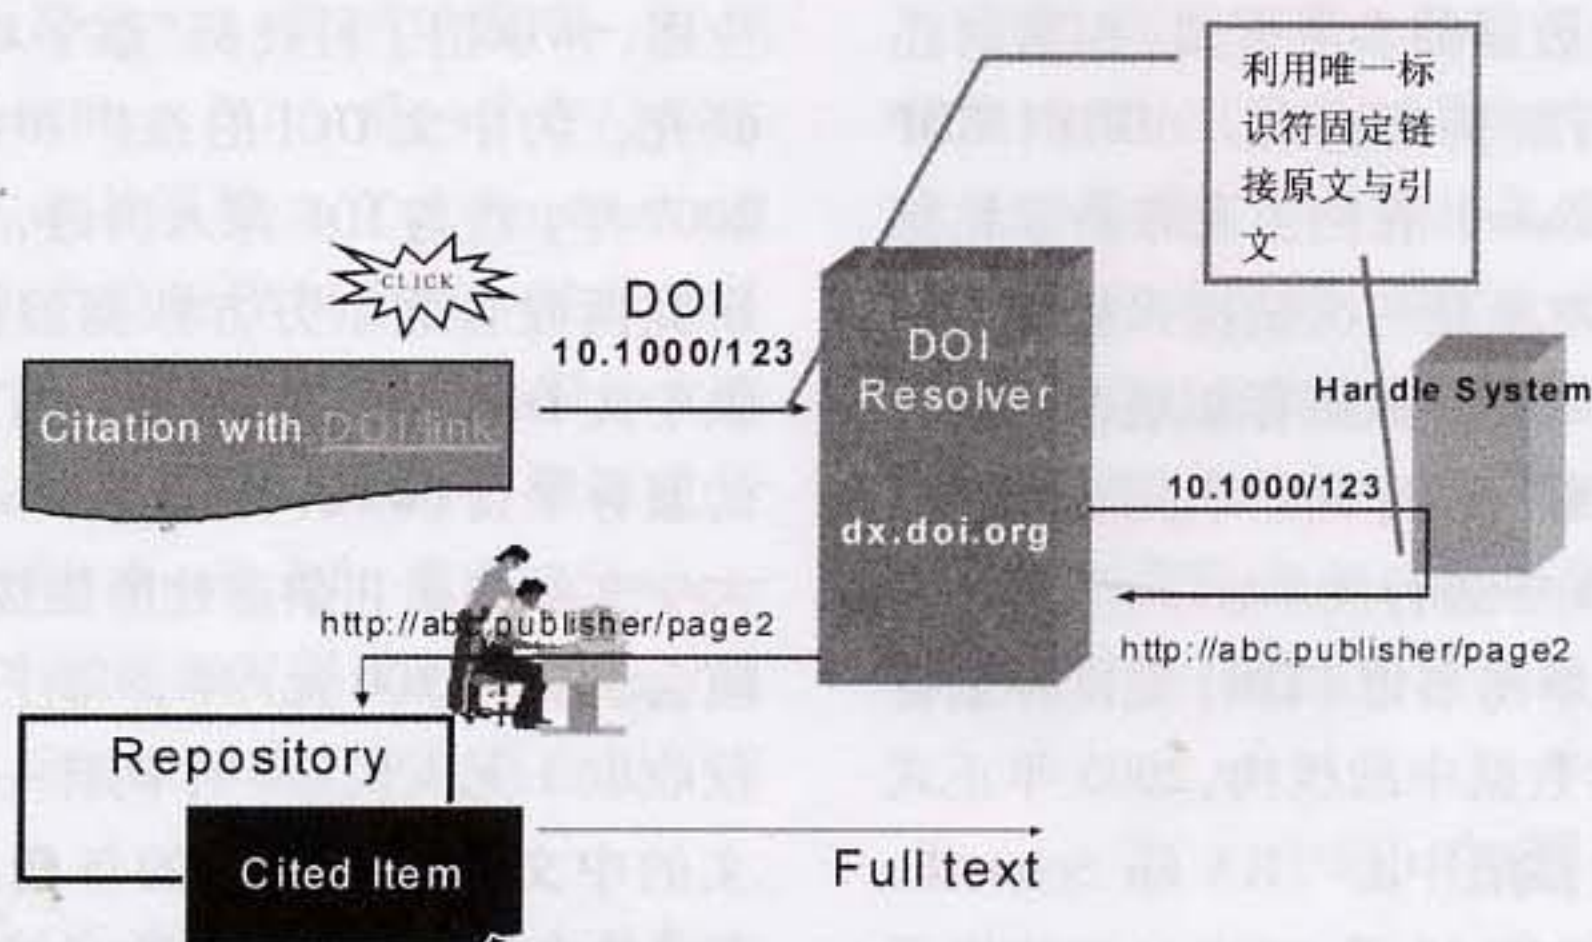 利用唯一标
识符固定链
接原文与引
文
CLICK
DOI
10.1000/123
Citation with DOI link
DOI
Resolver
dx.doi.org
Handle System
10.1000/123
http://abc.publisher/page2
http://abc.publisher/page2
Repository
Cited Item
Full text